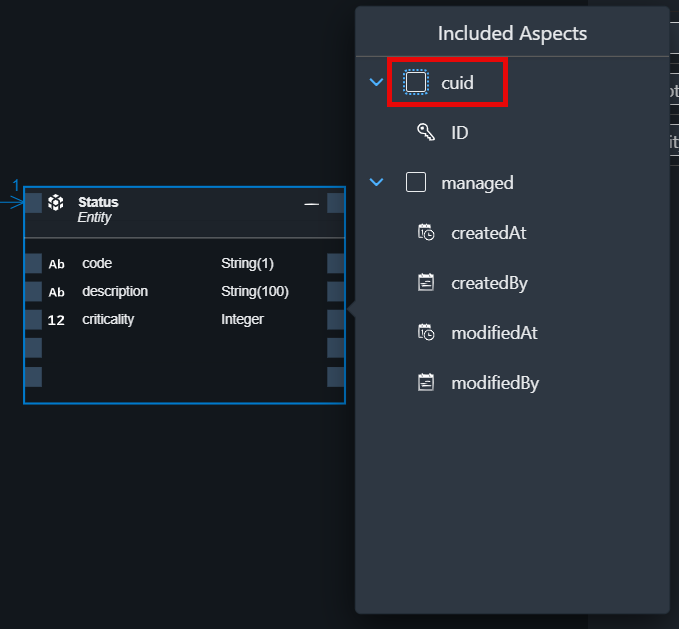 Included Aspects
cuid
ID
managed
createdAt
createdBy
modifiedAt
modifiedBy
1
Status
Entity
Ab code String(1)
Ab description String(100)
12 criticality Integer